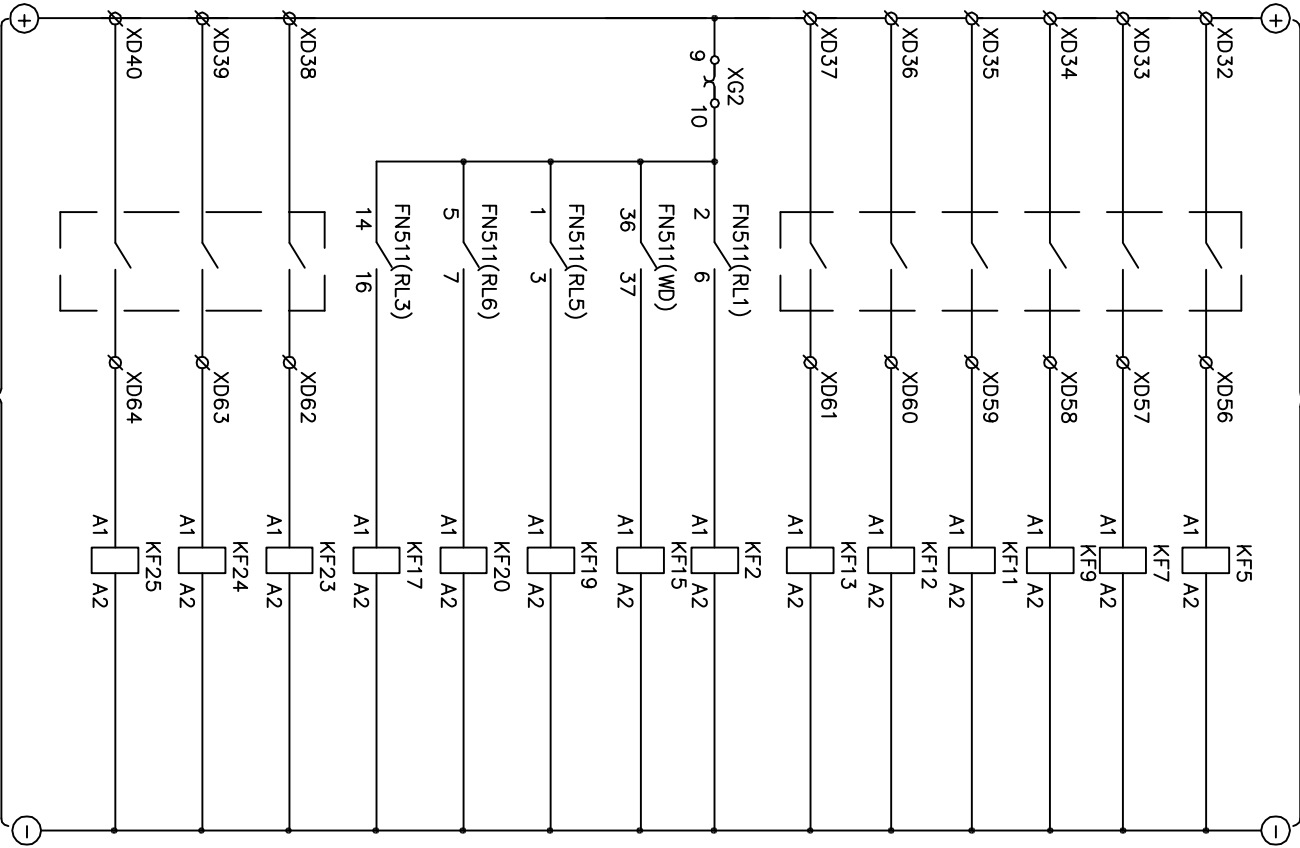 + −
KF5
XD32 XD56
A1 A2
KF7
XD33 XD57
A1 A2
KF9
XD34 XD58
A1 A2
KF11
XD35 XD59
A1 A2
KF12
XD36 XD60
A1 A2
KF13
XD37 XD61
A1 A2
XG2 FN511(RL1) KF2
9 10 2 6 A1 A2
FN511(WD) KF15
36 37 A1 A2
FN511(RL5) KF19
1 3 A1 A2
FN511(RL6) KF20
5 7 A1 A2
FN511(RL3) KF17
14 16 A1 A2
XD38 XD62 KF23
A1 A2
XD39 XD63 KF24
A1 A2
XD40 XD64 KF25
A1 A2
+ −